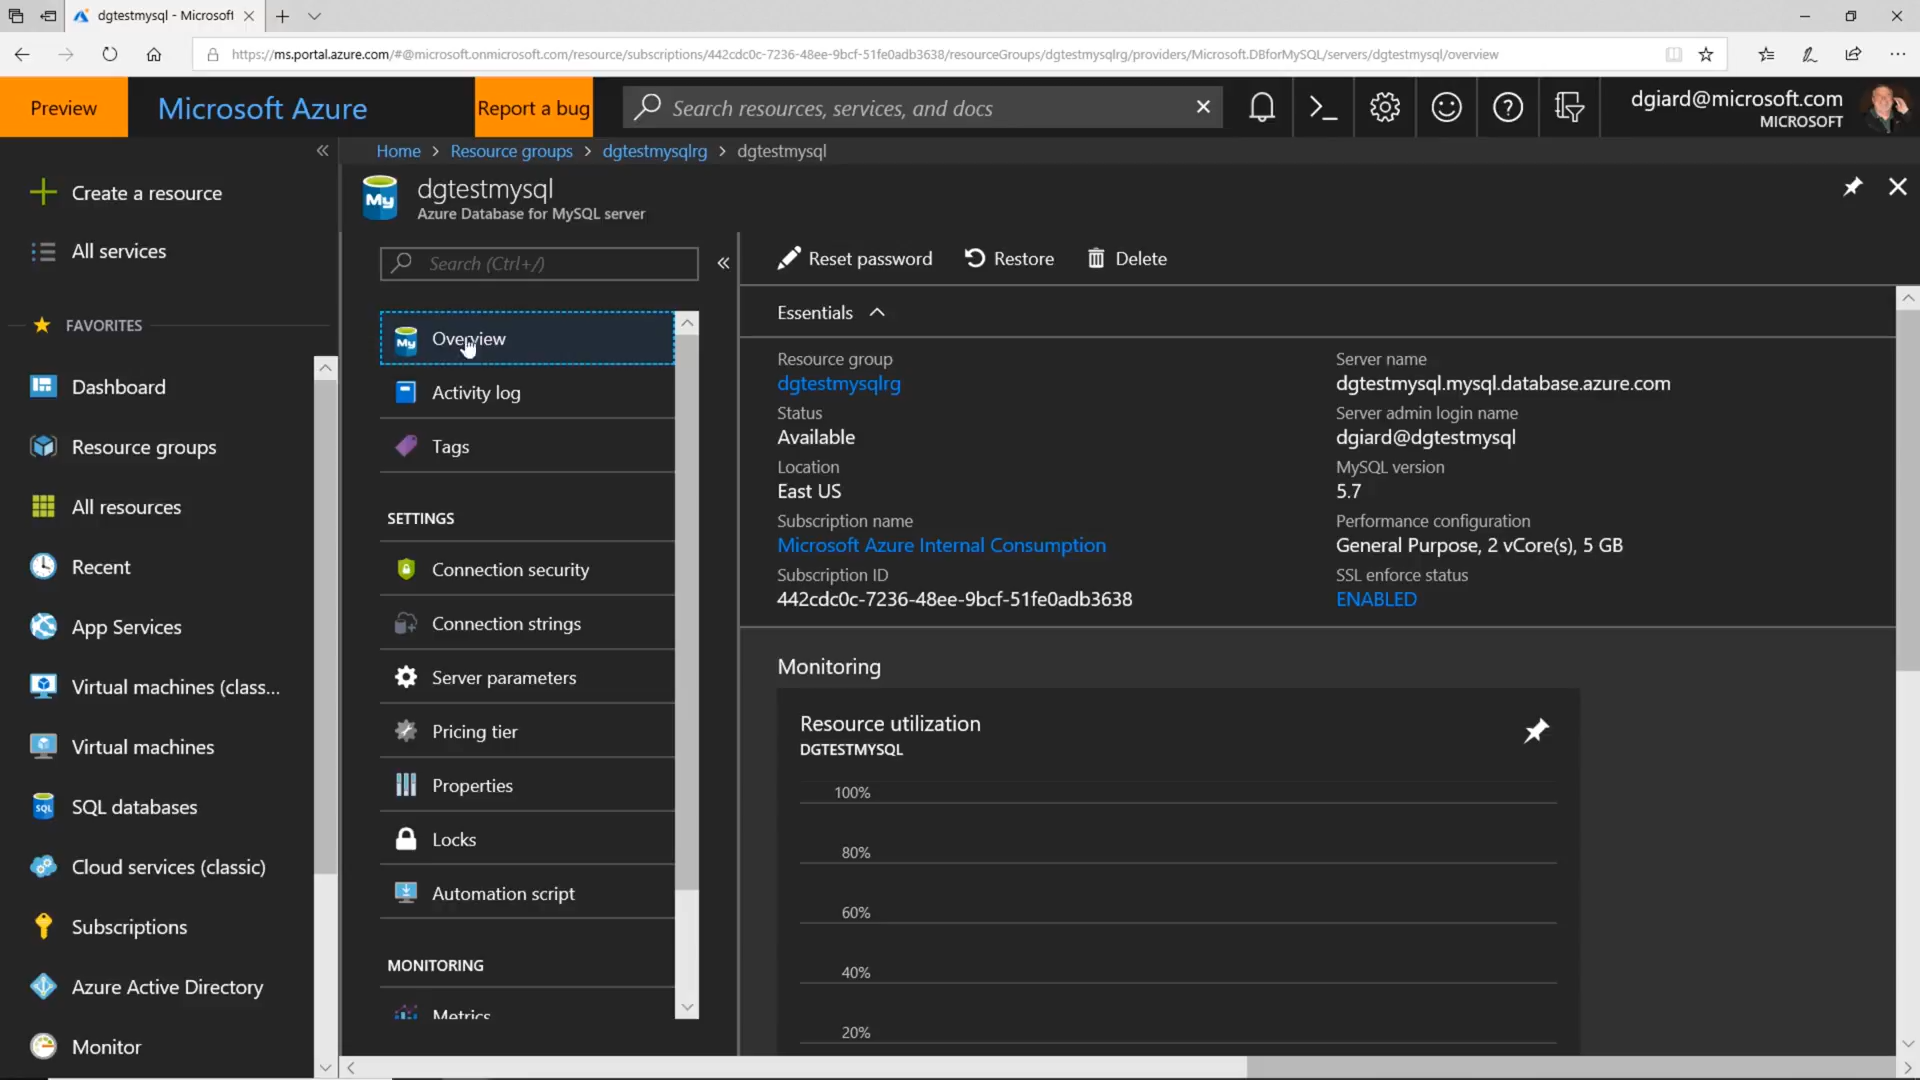 dgtestmysql - Microsoft
https://ms.portal.azure.com/#@microsoft.onmicrosoft.com/resource/subscriptions/442cdc0c-7236-48ee-9bcf-51fe0adb3638/resourceGroups/dgtestmysqlrg/providers/Microsoft.DBforMySQL/servers/dgtestmysql/overview
Preview
Microsoft Azure
Report a bug
Search resources, services, and docs
dgiard@microsoft.com
MICROSOFT
Home > Resource groups > dgtestmysqlrg > dgtestmysql
dgtestmysql
Azure Database for MySQL server
Create a resource
All services
FAVORITES
Dashboard
Resource groups
All resources
Recent
App Services
Virtual machines (class...
Virtual machines
SQL databases
Cloud services (classic)
Subscriptions
Azure Active Directory
Monitor
Search (Ctrl+/)
Overview
Activity log
Tags
SETTINGS
Connection security
Connection strings
Server parameters
Pricing tier
Properties
Locks
Automation script
MONITORING
Metrics
Reset password
Restore
Delete
Essentials
Resource group
dgtestmysqlrg
Status
Available
Location
East US
Subscription name
Microsoft Azure Internal Consumption
Subscription ID
442cdc0c-7236-48ee-9bcf-51fe0adb3638
Server name
dgtestmysql.mysql.database.azure.com
Server admin login name
dgiard@dgtestmysql
MySQL version
5.7
Performance configuration
General Purpose, 2 vCore(s), 5 GB
SSL enforce status
ENABLED
Monitoring
Resource utilization
DGTESTMYSQL
100%
80%
60%
40%
20%